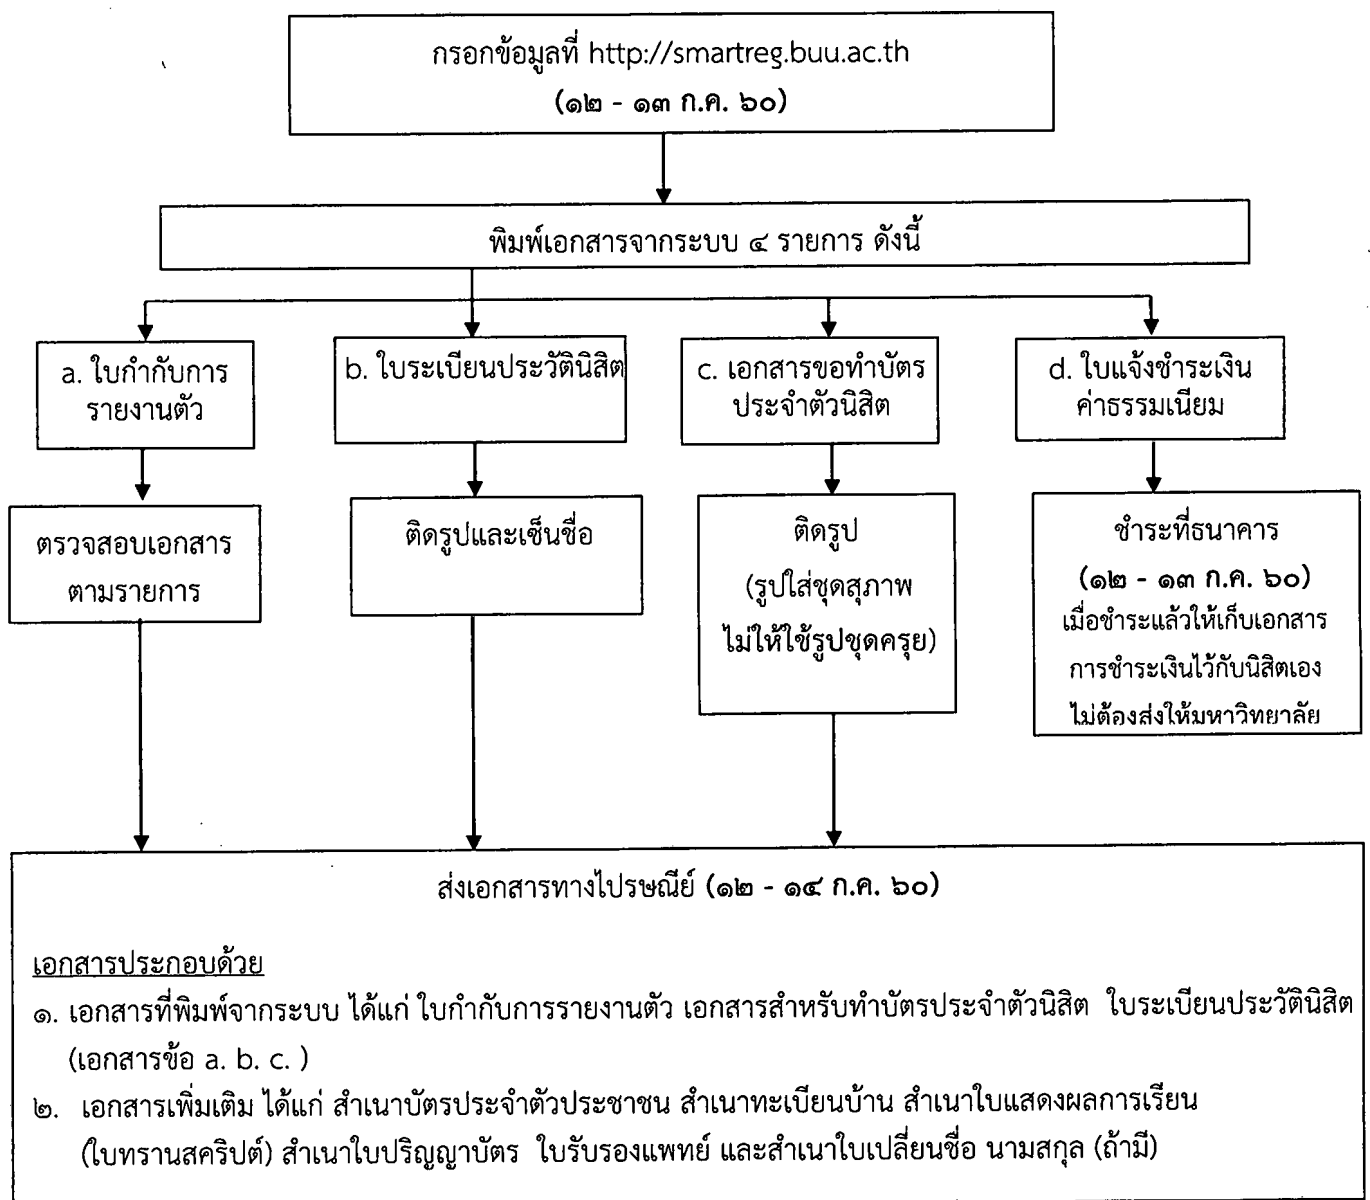 กรอกข้อมูลที่ http://smartreg.buu.ac.th
(๑๒ - ๑๓ ก.ค. ๖๐)
พิมพ์เอกสารจากระบบ ๔ รายการ ดังนี้
a. ใบกำกับการ
รายงานตัว
b. ใบระเบียนประวัตินิสิต
c. เอกสารขอทำบัตร
ประจำตัวนิสิต
d. ใบแจ้งชำระเงิน
ค่าธรรมเนียม
ตรวจสอบเอกสาร
ตามรายการ
ติดรูปและเซ็นชื่อ
ติดรูป
(รูปใส่ชุดสุภาพ
ไม่ให้ใช้รูปชุดครุย)
ชำระที่ธนาคาร
(๑๒ - ๑๓ ก.ค. ๖๐)
เมื่อชำระแล้วให้เก็บเอกสาร
การชำระเงินไว้กับนิสิตเอง
ไม่ต้องส่งให้มหาวิทยาลัย
ส่งเอกสารทางไปรษณีย์ (๑๒ - ๑๔ ก.ค. ๖๐)
เอกสารประกอบด้วย
๑. เอกสารที่พิมพ์จากระบบ ได้แก่ ใบกำกับการรายงานตัว เอกสารสำหรับทำบัตรประจำตัวนิสิต ใบระเบียนประวัตินิสิต
(เอกสารข้อ a. b. c. )
๒. เอกสารเพิ่มเติม ได้แก่ สำเนาบัตรประจำตัวประชาชน สำเนาทะเบียนบ้าน สำเนาใบแสดงผลการเรียน
(ใบทรานสคริปต์) สำเนาใบปริญญาบัตร ใบรับรองแพทย์ และสำเนาใบเปลี่ยนชื่อ นามสกุล (ถ้ามี)